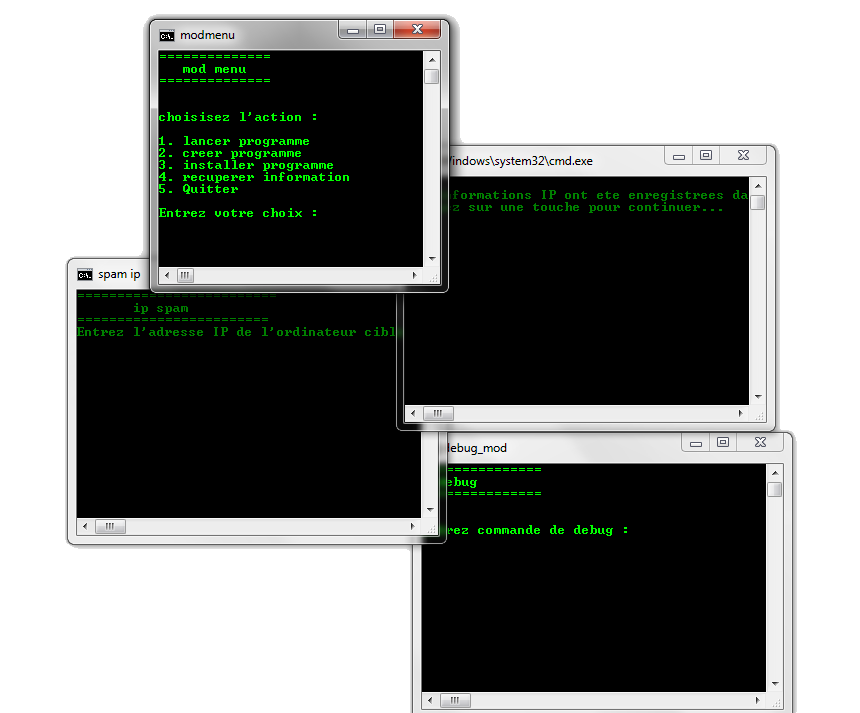 modmenu
==============
mod menu
==============
choisisez l'action :
1. lancer programme
2. creer programme
3. installer programme
4. recuperer information
5. Quitter
Entrez votre choix :
indows\system32\cmd.exe
formations IP ont ete enregistrees da
z sur une touche pour continuer...
spam ip
=========================
ip spam
========================
Entrez l'adresse IP de l'ordinateur cibl
debug_mod
============
ebug
============
rez commande de debug :